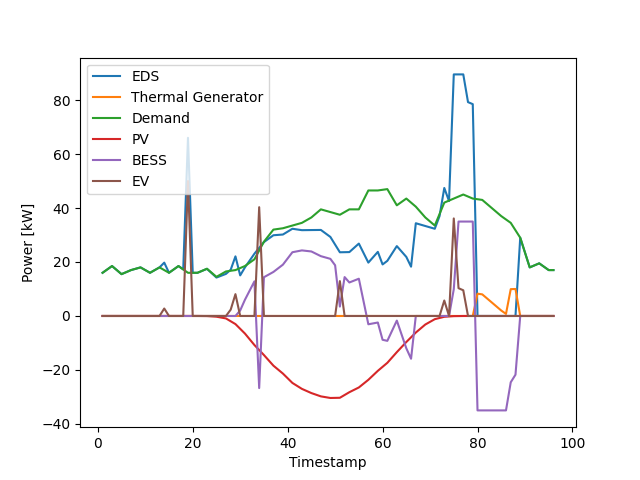 EDS
Thermal Generator
Demand
PV
BESS
EV
Power [kW]
80
60
40
20
0
−20
−40
0
20
40
60
80
100
Timestamp